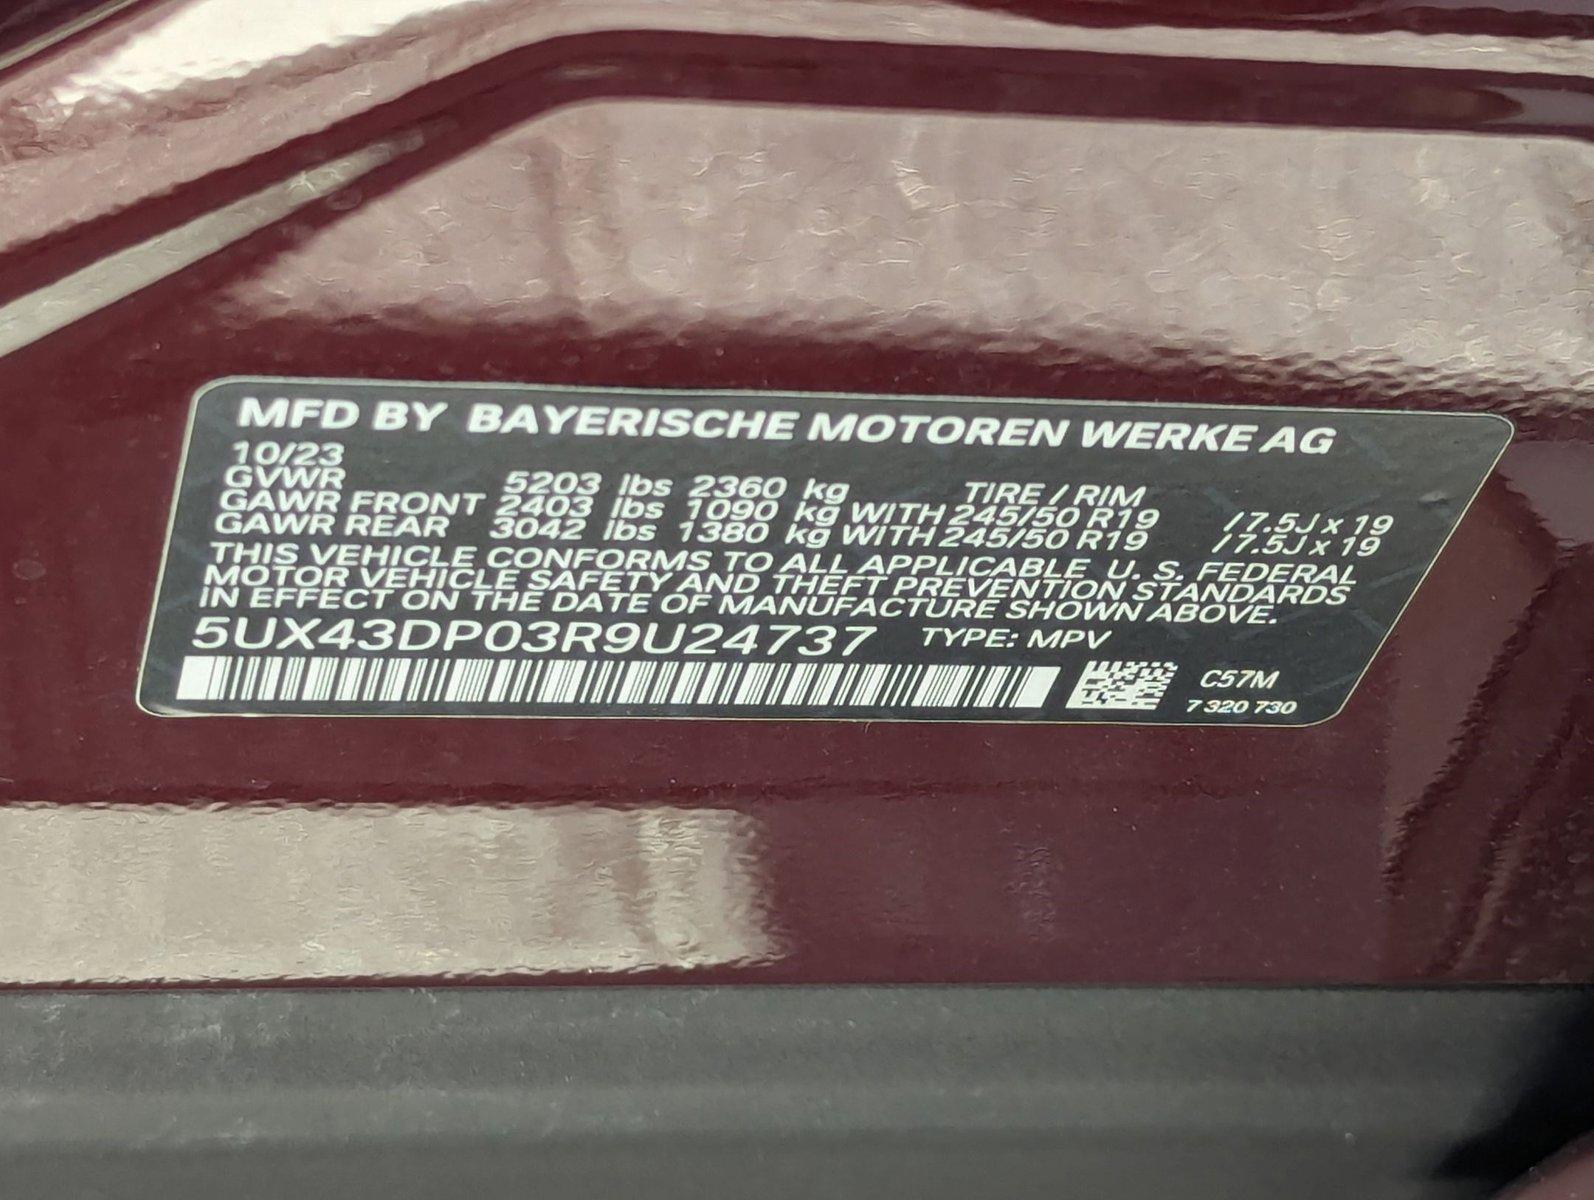 MFD BY BAYERISCHE MOTOREN WERKE AG
10/23
GVWR 5203 lbs 2360 kg TIRE / RIM
GAWR FRONT 2403 lbs 1090 kg WITH 245/50 R19 / 7.5J x 19
GAWR REAR 3042 lbs 1380 kg WITH 245/50 R19 / 7.5J x 19
THIS VEHICLE CONFORMS TO ALL APPLICABLE U. S. FEDERAL
MOTOR VEHICLE SAFETY AND THEFT PREVENTION STANDARDS
IN EFFECT ON THE DATE OF MANUFACTURE SHOWN ABOVE.
5UX43DP03R9U24737 TYPE: MPV
C57M
7 320 730